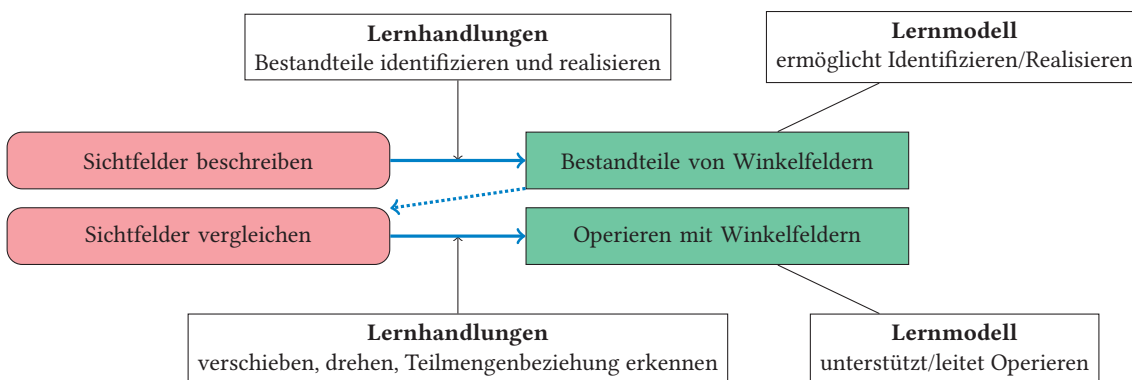 Lernhandlungen
Bestandteile identifizieren und realisieren
Lernmodell
ermöglicht Identifizieren/Realisieren
Sichtfelder beschreiben
Bestandteile von Winkelfeldern
Sichtfelder vergleichen
Operieren mit Winkelfeldern
Lernhandlungen
verschieben, drehen, Teilmengenbeziehung erkennen
Lernmodell
unterstützt/leitet Operieren